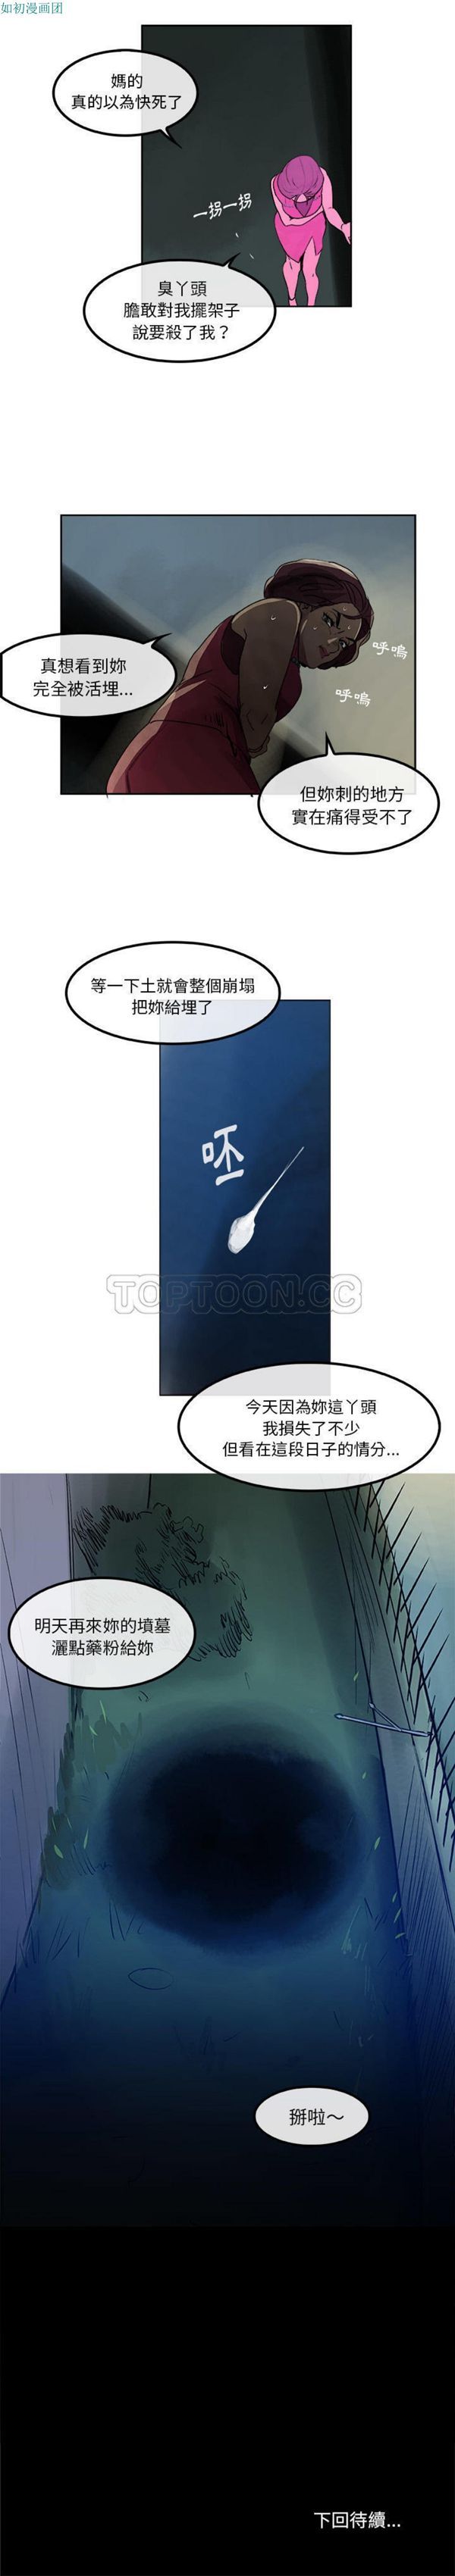 如初漫画团
媽的
真的以為快死了
一拐一拐
臭丫頭
膽敢對我擺架子
說要殺了我？
真想看到妳
完全被活埋...
呼嗚
呼嗚
但妳刺的地方
實在痛得受不了
等一下土就會整個崩塌
把妳給埋了
呸
TOPTOON.CC
今天因為妳這丫頭
我損失了不少
但看在這段日子的情分...
明天再來妳的墳墓
灑點藥粉給妳
掰啦～
下回待續...